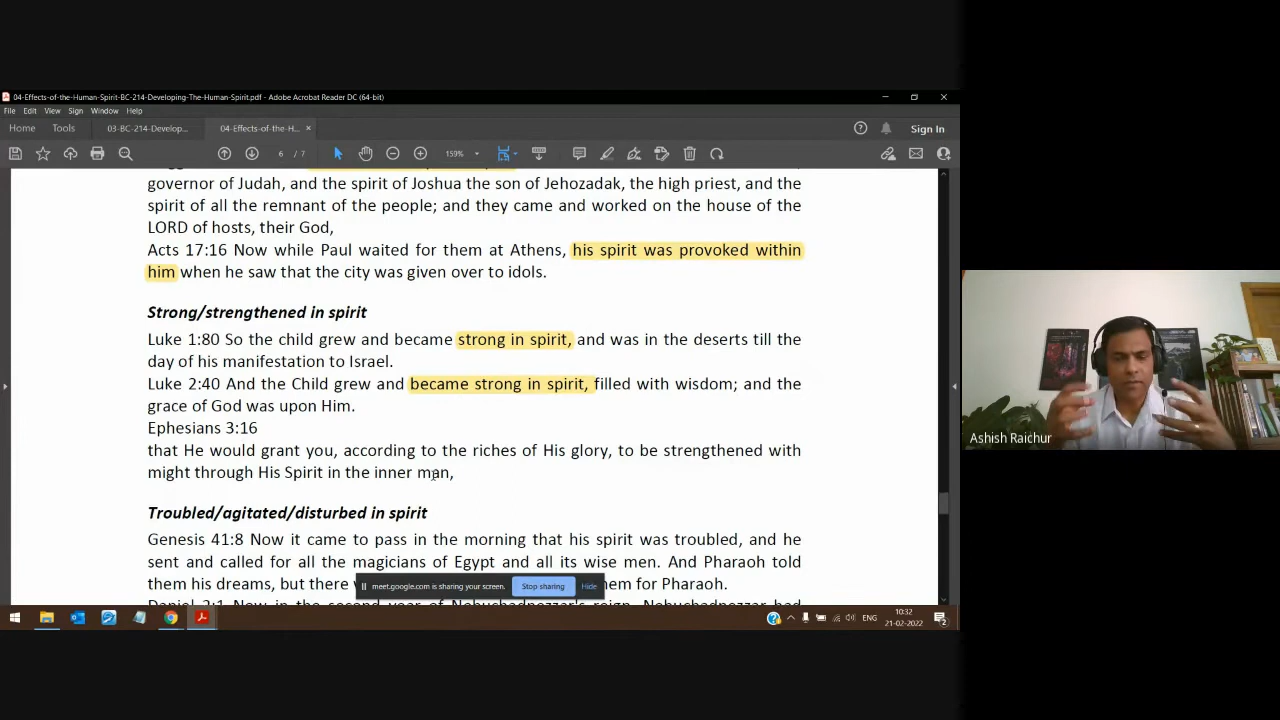 04-Effects-of-the-Human-Spirit-BC-214-Developing-The-Human-Spirit.pdf - Adobe Acrobat Reader DC (64-bit)
File Edit View Sign Window Help
Home Tools 03-BC-214-Develop... 04-Effects-of-the-H... × Sign In
6 / 7 159%
governor of Judah, and the spirit of Joshua the son of Jehozadak, the high priest, and the
spirit of all the remnant of the people; and they came and worked on the house of the
LORD of hosts, their God,
Acts 17:16 Now while Paul waited for them at Athens, his spirit was provoked within
him when he saw that the city was given over to idols.
Strong/strengthened in spirit
Luke 1:80 So the child grew and became strong in spirit, and was in the deserts till the
day of his manifestation to Israel.
Luke 2:40 And the Child grew and became strong in spirit, filled with wisdom; and the
grace of God was upon Him.
Ephesians 3:16
that He would grant you, according to the riches of His glory, to be strengthened with
might through His Spirit in the inner man,
Troubled/agitated/disturbed in spirit
Genesis 41:8 Now it came to pass in the morning that his spirit was troubled, and he
sent and called for all the magicians of Egypt and all its wise men. And Pharaoh told
them his dreams, but there hem for Pharaoh.
meet.google.com is sharing your screen. Stop sharing Hide
Daniel 2:1 Now in the second year of Nebuchadnezzar's reign, Nebuchadnezzar had
ENG 10:32
21-02-2022
Ashish Raichur